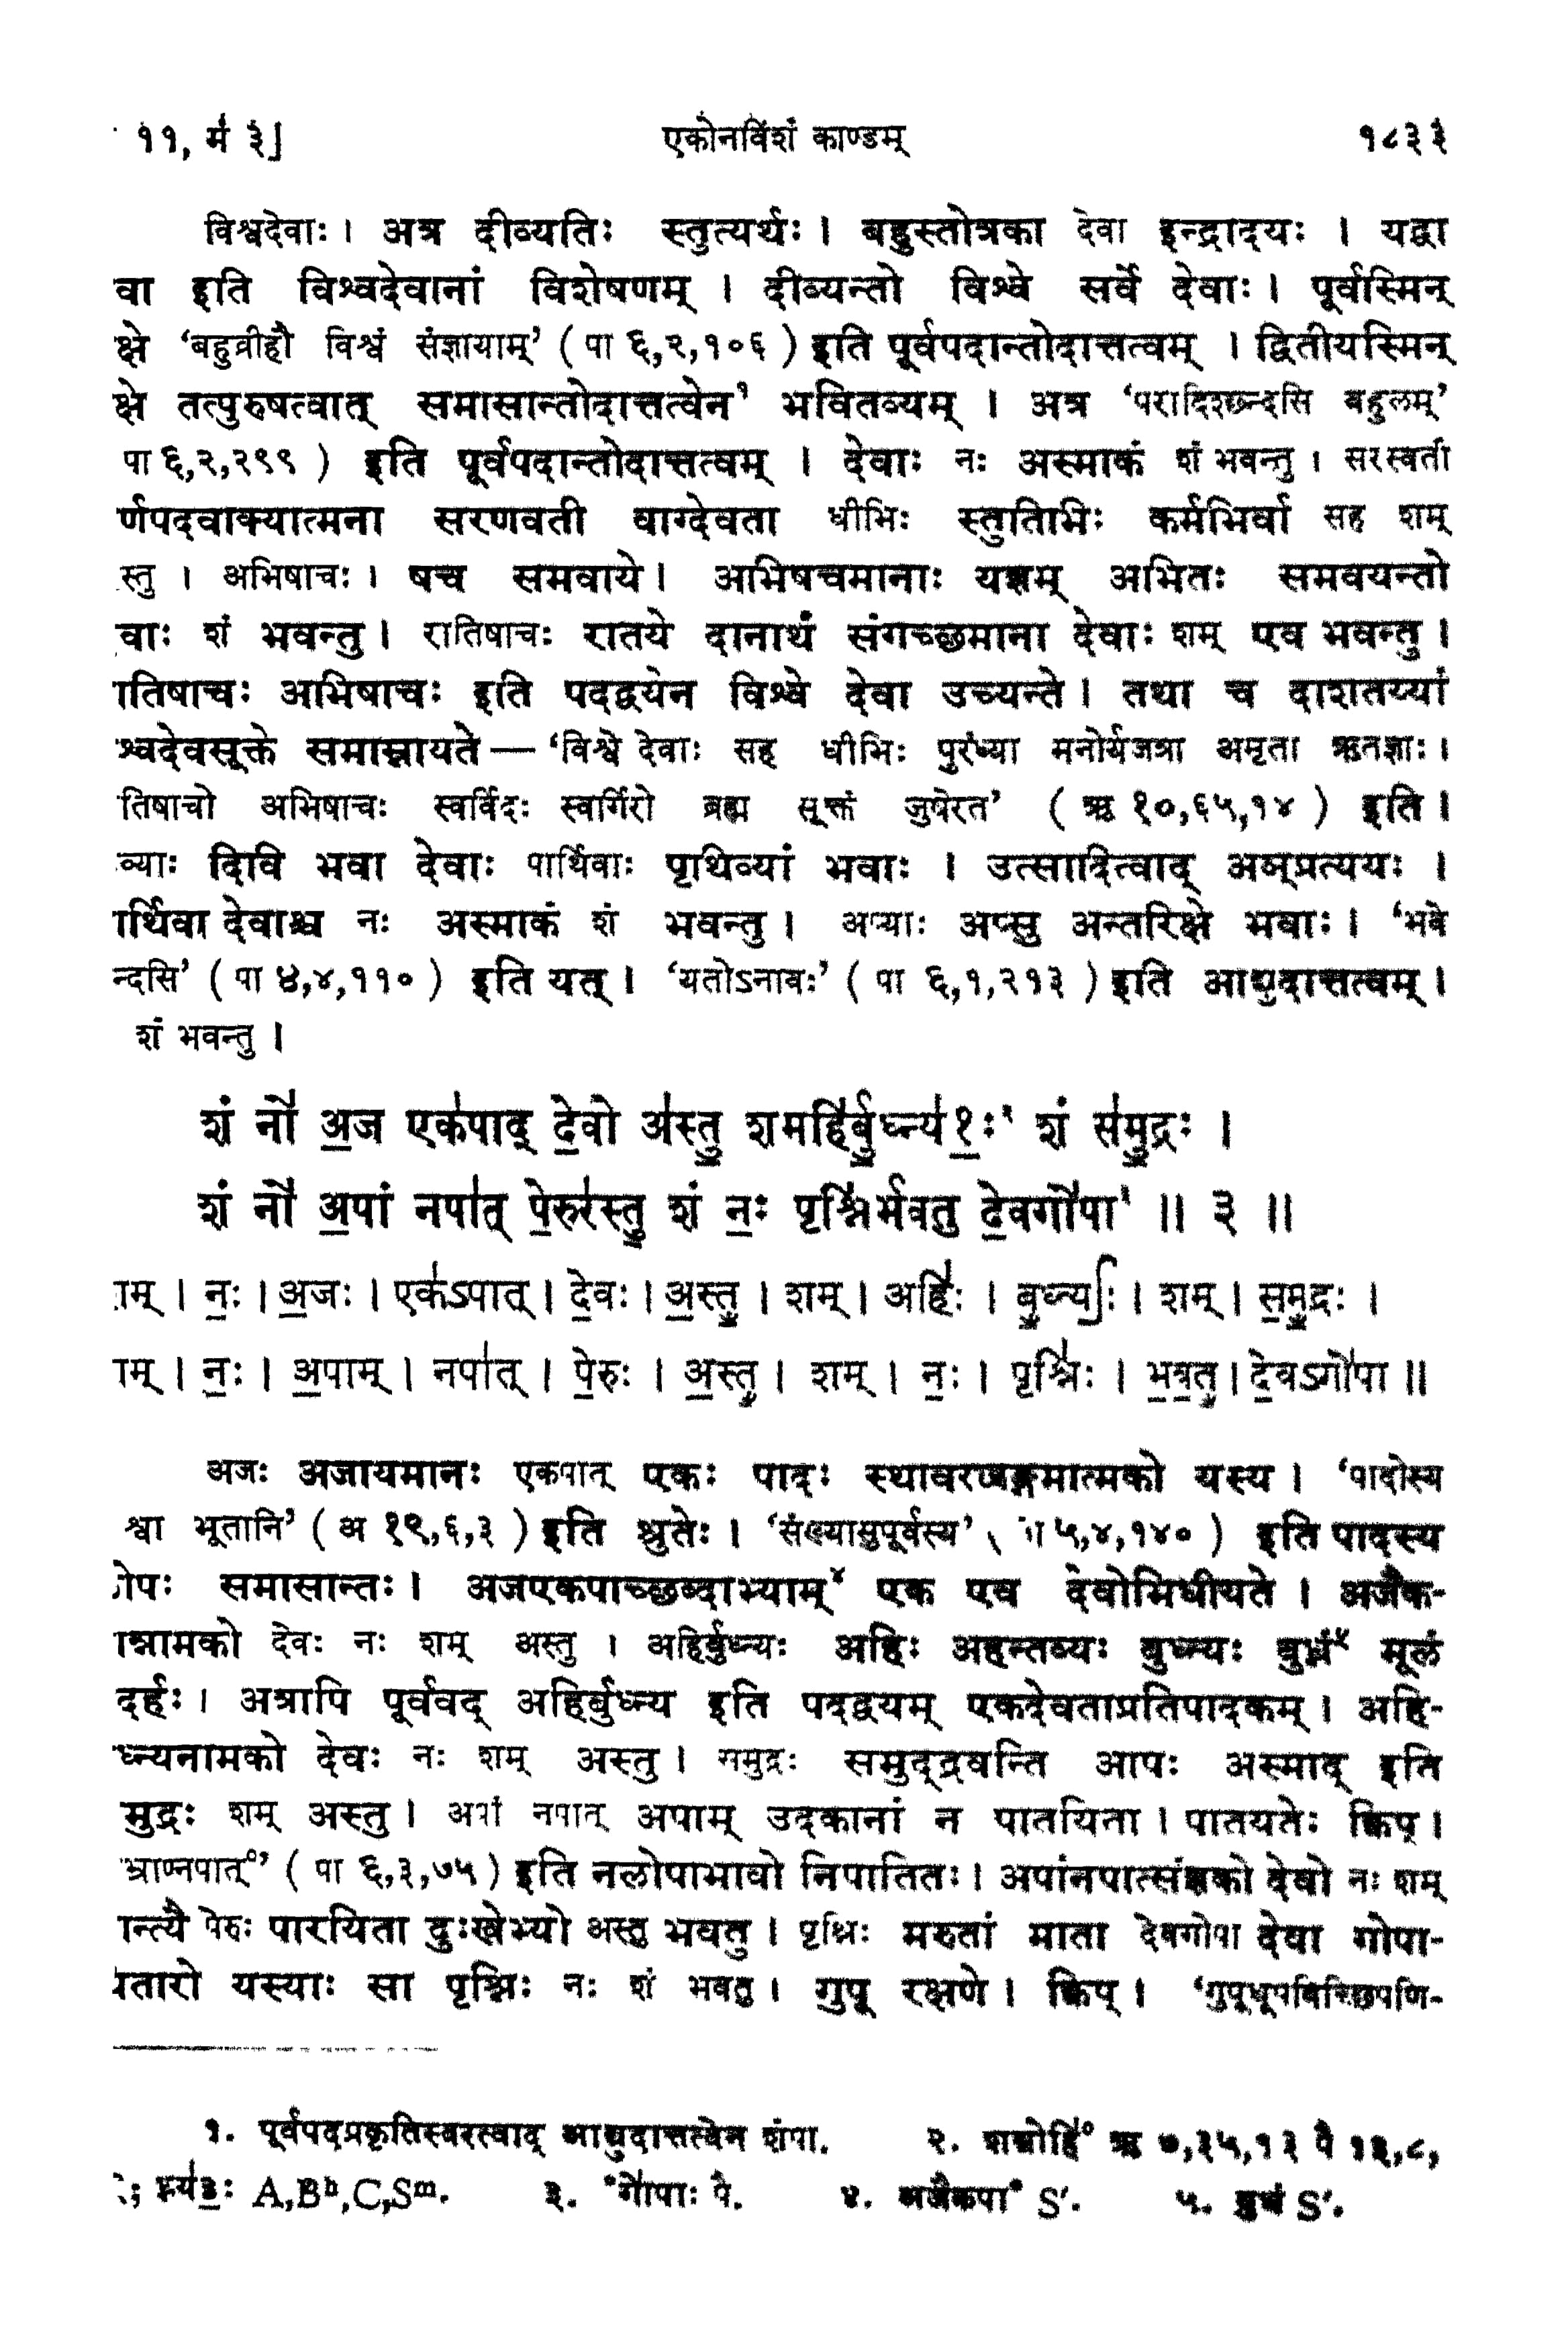 ११, मं ३] एकोनविंशं काण्डम् १८३३
विश्वदेवाः । अत्र दीव्यतिः स्तुत्यर्थः । बहुस्तोत्रका देवा इन्द्रादयः । यद्वा
वा इति विश्वदेवानां विशेषणम् । दीव्यन्तो विश्वे सर्वे देवाः । पूर्वस्मिन्
क्षे ‘बहुव्रीहौ विश्वं संज्ञायाम्’ ( पा ६,२,१०६ ) इति पूर्वपदान्तोदात्तत्वम् । द्वितीयस्मिन्
क्षे तत्पुरुषत्वात् समासान्तोदात्तत्वेन१ भवितव्यम् । अत्र ‘परादिश्छन्दसि बहुलम्’
पा ६,२,२९९ ) इति पूर्वपदान्तोदात्तत्वम् । देवाः नः अस्माकं शं भवन्तु । सरस्वती
र्णपदवाक्यात्मना सरणवती वाग्देवता धीभिः स्तुतिभिः कर्मभिर्वा सह शम्
स्तु । अभिषाचः । षच समवाये । अभिषचमानाः यज्ञम् अभितः समवयन्तो
वाः शं भवन्तु । रातिषाचः रातये दानार्थं संगच्छमाना देवाः शम् एव भवन्तु ।
ातिषाचः अभिषाचः इति पदद्वयेन विश्वे देवा उच्यन्ते । तथा च दाशतय्यां
श्वदेवसूक्ते समाम्नायते — ‘विश्वे देवाः सह धीभिः पुरंध्या मनोर्यजत्रा अमृता ऋतज्ञाः ।
तिषाचो अभिषाचः स्वर्विदः स्वर्गिरो ब्रह्म सूक्तं जुषेरत’ ( ऋ १०,६५,१४ ) इति ।
व्याः दिवि भवा देवाः पार्थिवाः पृथिव्यां भवाः । उत्सादित्वाद् अञ्प्रत्ययः ।
ार्थिवा देवाश्च नः अस्माकं शं भवन्तु । अप्याः अप्सु अन्तरिक्षे भवाः । ‘भवे
न्दसि’ ( पा ४,४,११० ) इति यत् । ‘यतोऽनावः’ ( पा ६,१,२१३ ) इति आद्युदात्तत्वम् ।
शं भवन्तु ।
शं नो॑ अ॒ज एक॑पाद् दे॒वो अ॑स्तु॒ शमहि॑र्बु॒ध्न्य॑१॒ः२ शं स॑मु॒द्रः ।
शं नो॑ अ॒पां नपा॑त् पे॒रुर॑स्तु॒ शं नः॒ पृश्नि॑र्भवतु दे॒वगो॑पा३ ॥ ३ ॥
ाम् । नः॒ । अ॒जः । एक॑ऽपात् । दे॒वः । अ॒स्तु॒ । शम् । अहिः॑ । बु॒ध्न्यः॑ । शम् । स॒मु॒द्रः ।
ाम् । नः॒ । अ॒पाम् । नपा॑त् । पे॒रुः । अ॒स्तु॒ । शम् । नः॒ । पृश्निः॑ । भ॒व॒तु॒ । दे॒वऽगो॑पा ॥
अजः अजायमानः एकपात् एकः पादः स्थावरजङ्गमात्मको यस्य । ‘पादोस्य
श्वा भूतानि’ ( अ १९,६,३ ) इति श्रुतेः । ‘संख्यासुपूर्वस्य’ ( पा ५,४,१४० ) इति पादस्य
ोपः समासान्तः । अजएकपाच्छब्दाभ्याम्४ एक एव देवोभिधीयते । अजैक-
ान्नामको देवः नः शम् अस्तु । अहिर्बुध्न्यः अहिः अहन्तव्यः बुध्न्यः बुध्नं५ मूलं
दर्हः । अत्रापि पूर्ववद् अहिर्बुध्न्य इति पदद्वयम् एकदेवताप्रतिपादकम् । अहि-
ध्न्यनामको देवः नः शम् अस्तु । समुद्रः समुद्द्रवन्ति आपः अस्माद् इति
मुद्रः शम् अस्तु । अपां नपात् अपाम् उदकानां न पातयिता । पातयतेः क्विप् ।
भ्राण्नपात्°’ ( पा ६,३,७५ ) इति नलोपाभावो निपातितः । अपांनपात्संज्ञको देवो नः शम्
ान्त्यै पेरुः पारयिता दुःखेभ्यो अस्तु भवतु । पृश्निः मरुतां माता देवगोपा देवा गोपा-
तारो यस्याः सा पृश्निः नः शं भवतु । गुपू रक्षणे । क्विप् । ‘गुपूधूपविच्छिपणि-
१. पूर्वपदप्रकृतिस्वरत्वाद् आद्युदात्तत्वेन शंपा. २. शन्नोहि॑° ऋ ७,३५,१३ पै १३,८,
; °न्य॑३॒ः A,Bʰ,C,Sᵐ. ३. °गो॑पाः पै. ४. अजैकपा° S′. ५. बुध्नं S′.